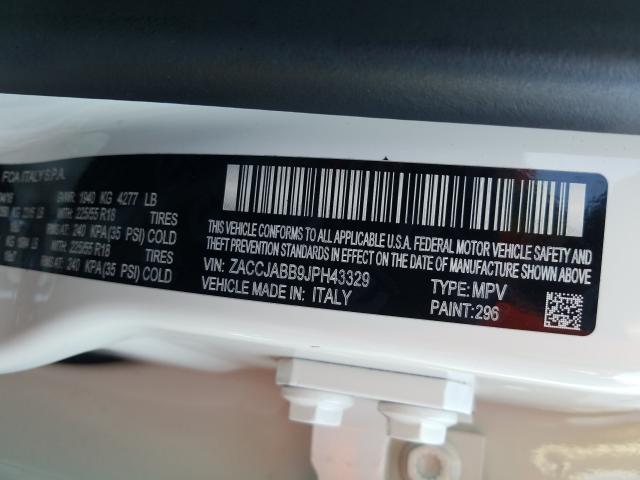 FCA ITALY S.P.A.
GVWR: 1940 KG 4277 LB
WITH: 225/55 R18 TIRES
RIMS AT: 240 KPA(35 PSI) COLD
WITH: 225/55 R18 TIRES
RIMS AT: 240 KPA(35 PSI) COLD
THIS VEHICLE CONFORMS TO ALL APPLICABLE U.S.A. FEDERAL MOTOR VEHICLE SAFETY AND
THEFT PREVENTION STANDARDS IN EFFECT ON THE DATE OF MANUFACTURE SHOWN ABOVE
VIN: ZACCJABB9JPH43329 TYPE: MPV
VEHICLE MADE IN: ITALY PAINT:296